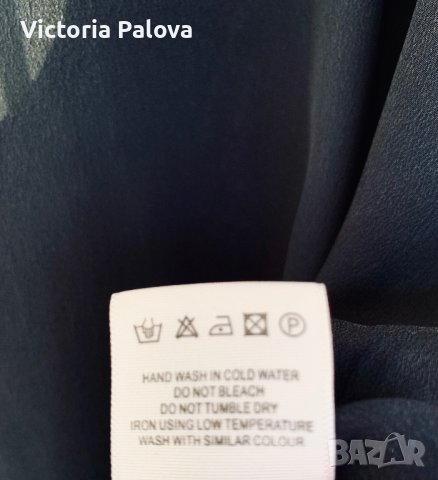 Victoria Palova
P
HAND WASH IN COLD WATER
DO NOT BLEACH
DO NOT TUMBLE DRY
IRON USING LOW TEMPERATURE
WASH WITH SIMILAR COLOUR
BAZAR